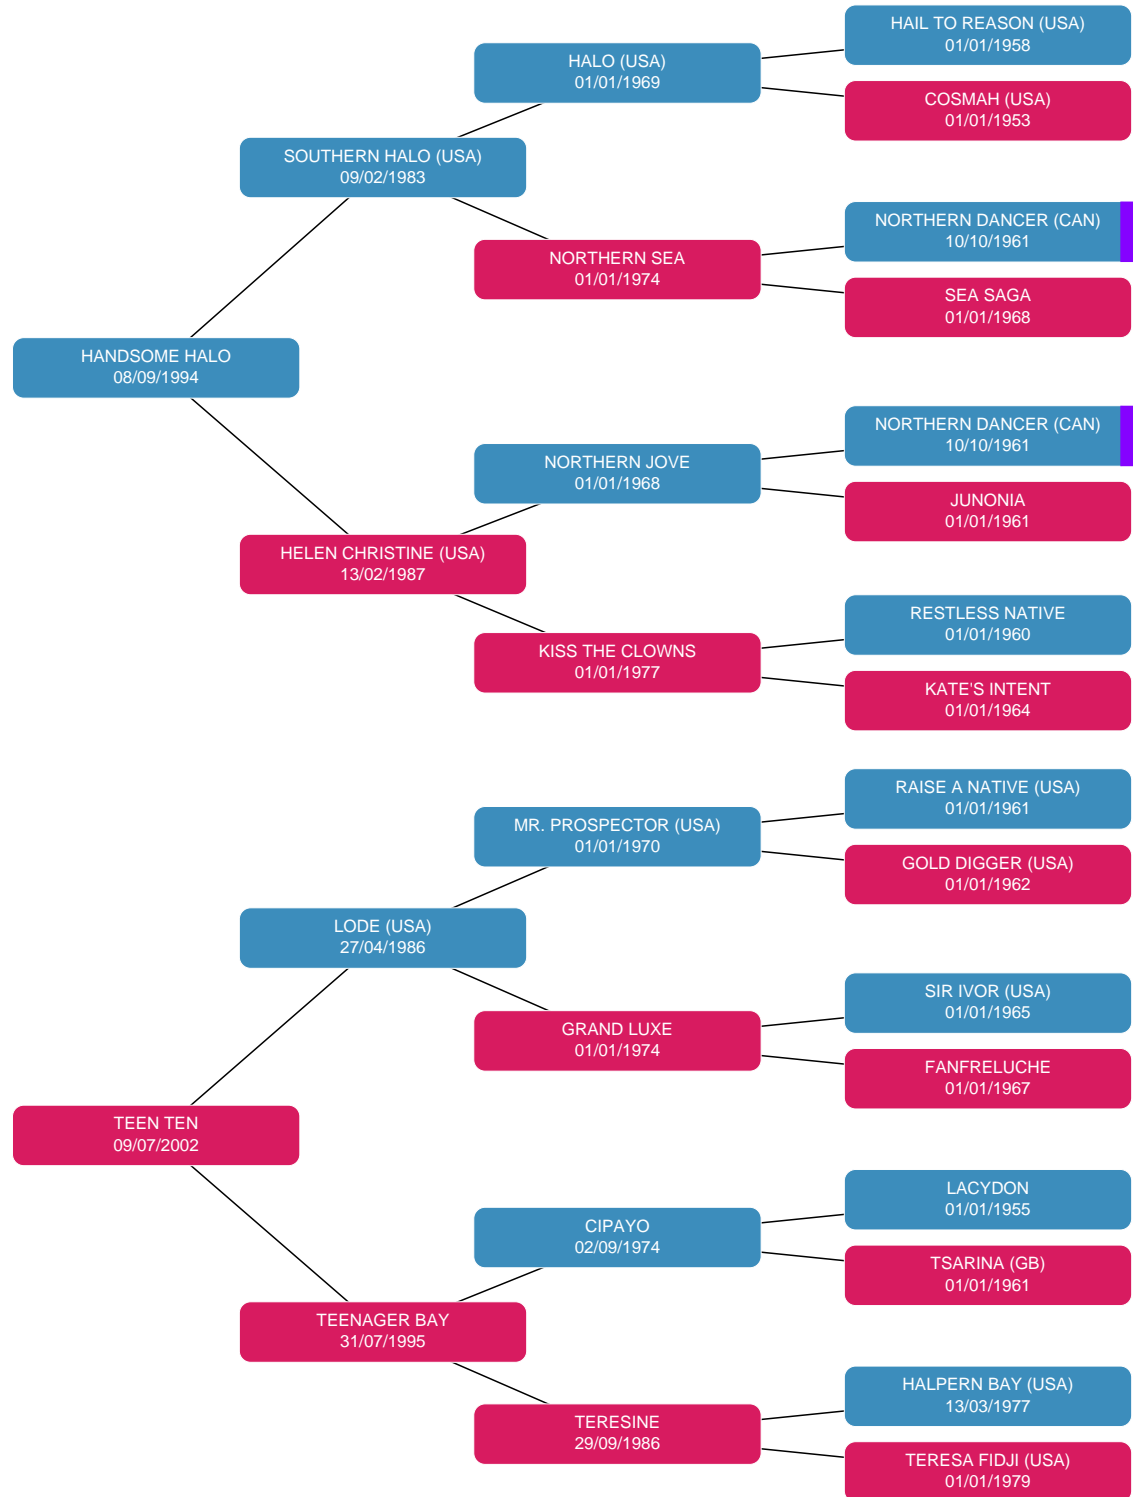 HAIL TO REASON (USA)
01/01/1958
HALO (USA)
01/01/1969
COSMAH (USA)
01/01/1953
SOUTHERN HALO (USA)
09/02/1983
NORTHERN DANCER (CAN)
10/10/1961
NORTHERN SEA
01/01/1974
SEA SAGA
01/01/1968
HANDSOME HALO
08/09/1994
NORTHERN DANCER (CAN)
10/10/1961
NORTHERN JOVE
01/01/1968
JUNONIA
01/01/1961
HELEN CHRISTINE (USA)
13/02/1987
RESTLESS NATIVE
01/01/1960
KISS THE CLOWNS
01/01/1977
KATE'S INTENT
01/01/1964
RAISE A NATIVE (USA)
01/01/1961
MR. PROSPECTOR (USA)
01/01/1970
GOLD DIGGER (USA)
01/01/1962
LODE (USA)
27/04/1986
SIR IVOR (USA)
01/01/1965
GRAND LUXE
01/01/1974
FANFRELUCHE
01/01/1967
TEEN TEN
09/07/2002
LACYDON
01/01/1955
CIPAYO
02/09/1974
TSARINA (GB)
01/01/1961
TEENAGER BAY
31/07/1995
HALPERN BAY (USA)
13/03/1977
TERESINE
29/09/1986
TERESA FIDJI (USA)
01/01/1979